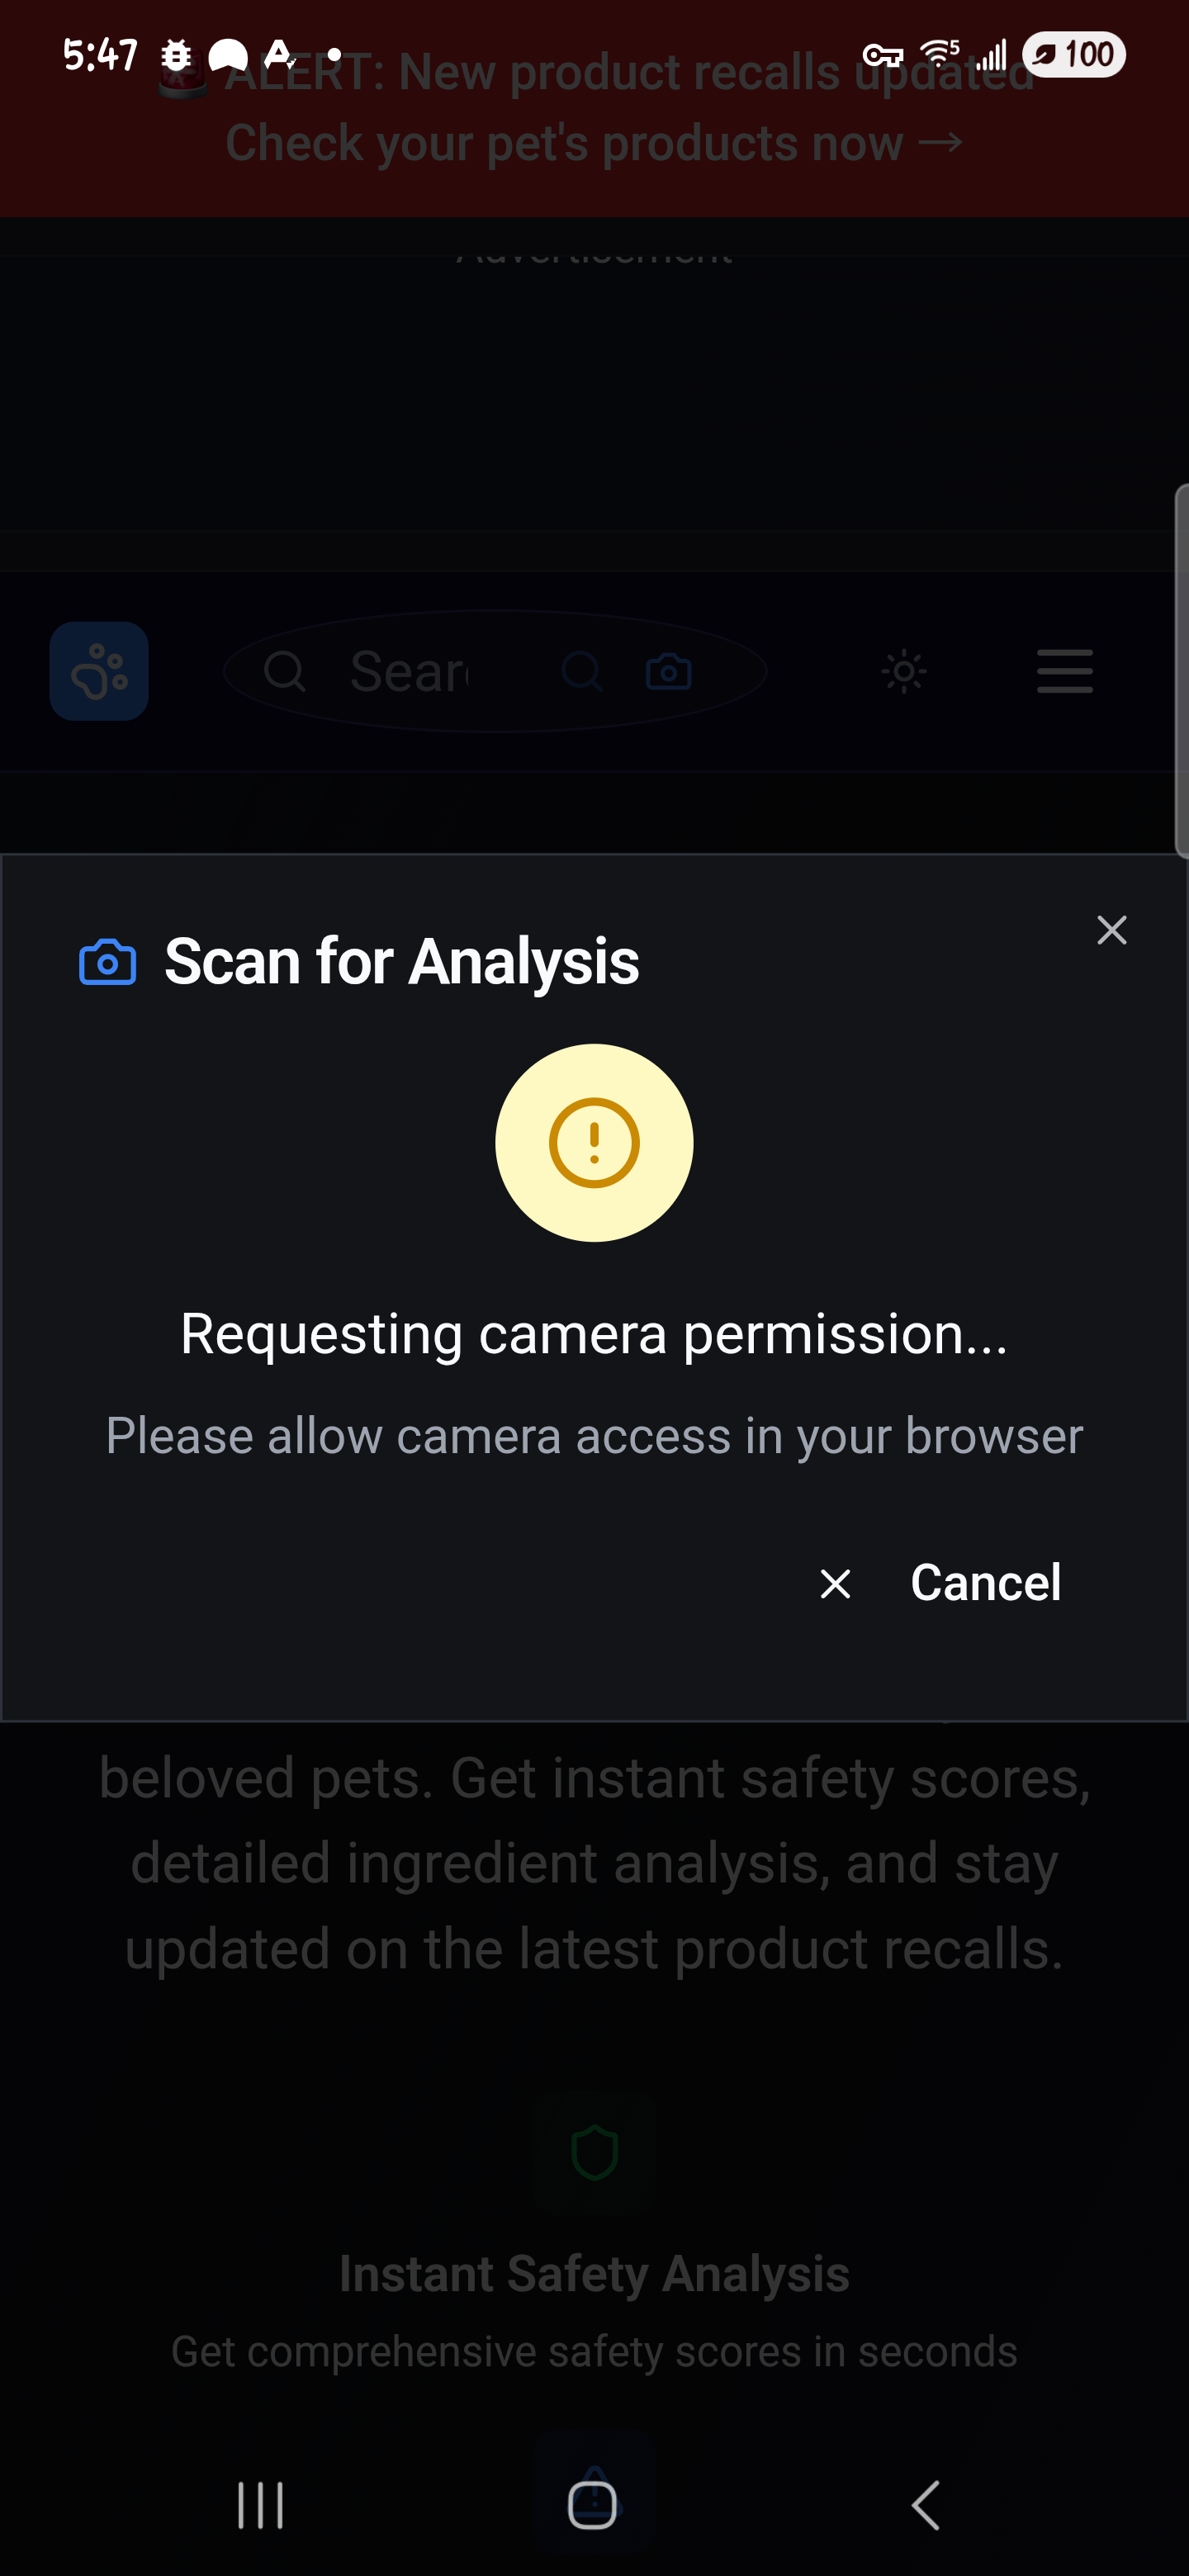 5:47
5
100
ALERT: New product recalls updated
Check your pet's products now →
Advertisement
Sear
Scan for Analysis
Requesting camera permission...
Please allow camera access in your browser
Cancel
beloved pets. Get instant safety scores,
detailed ingredient analysis, and stay
updated on the latest product recalls.
Instant Safety Analysis
Get comprehensive safety scores in seconds